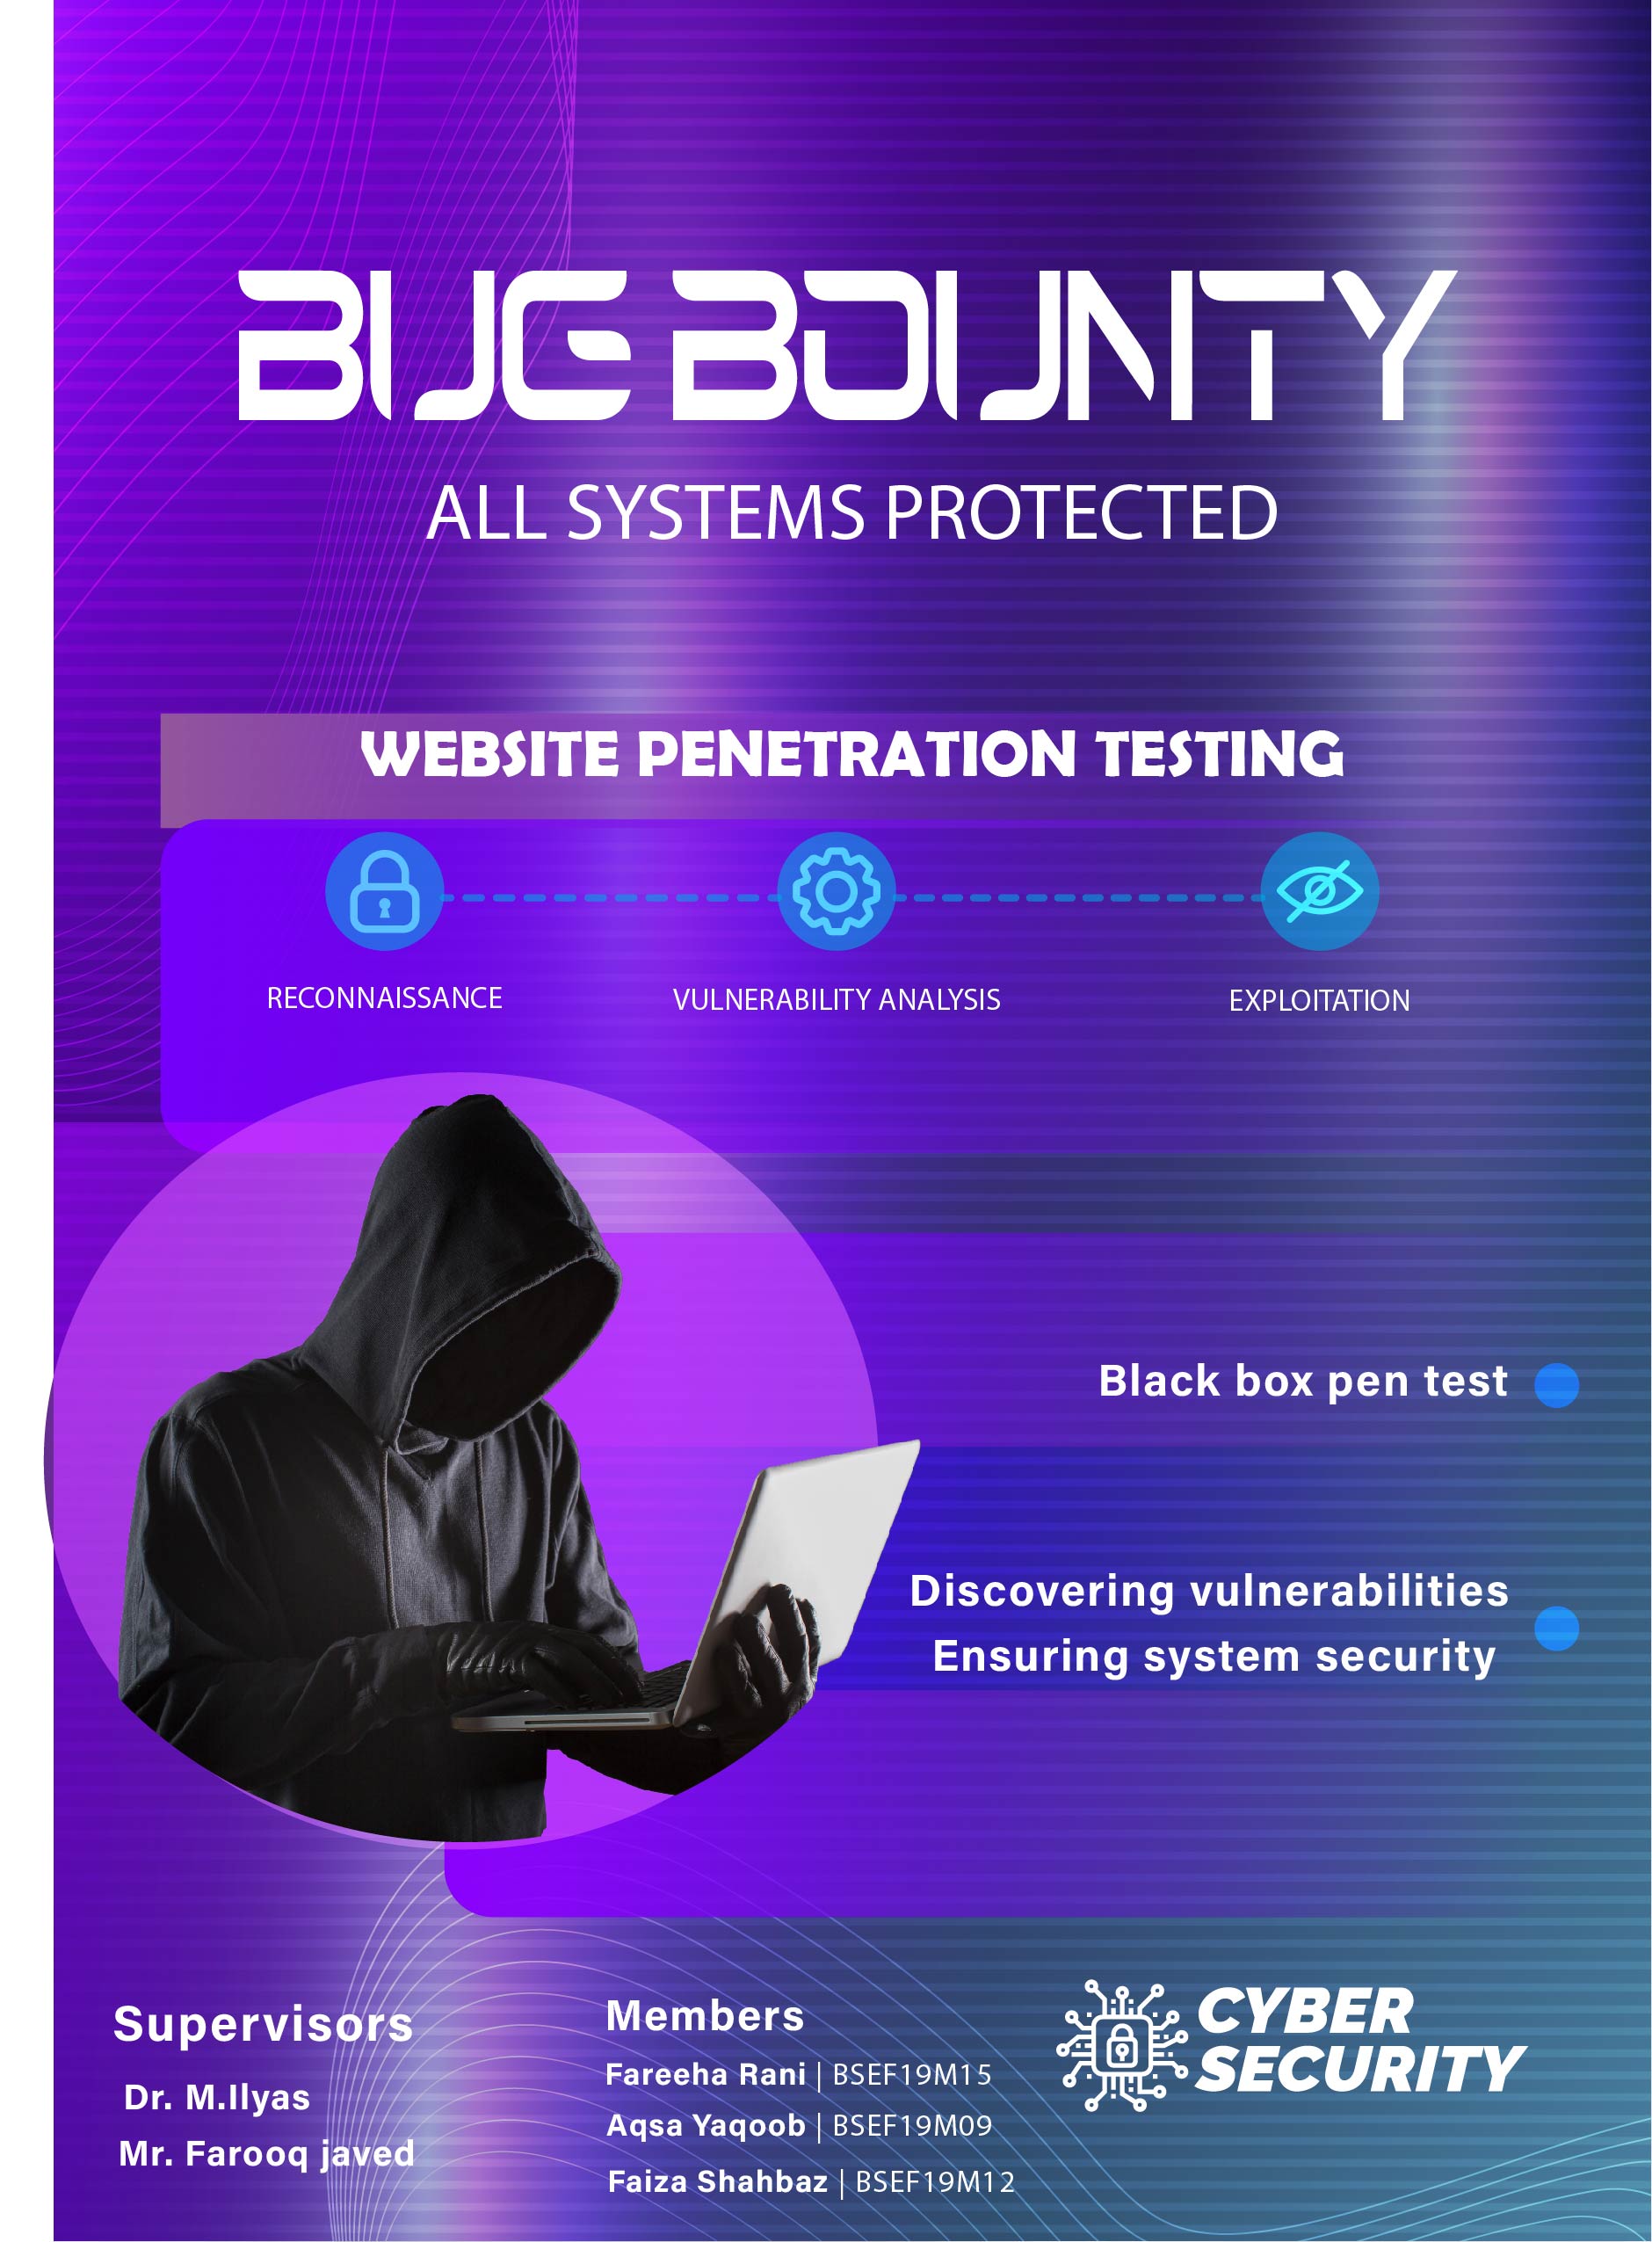 BUG BOUNTY
ALL SYSTEMS PROTECTED
WEBSITE PENETRATION TESTING
RECONNAISSANCE
VULNERABILITY ANALYSIS
EXPLOITATION
Black box pen test
Discovering vulnerabilities
Ensuring system security
Supervisors
Dr. M.Ilyas
Mr. Farooq javed
Members
Fareeha Rani | BSEF19M15
Aqsa Yaqoob | BSEF19M09
Faiza Shahbaz | BSEF19M12
CYBER
SECURITY